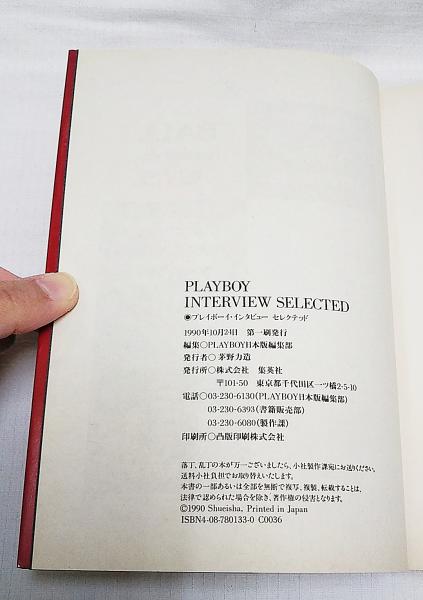 PLAYBOY
INTERVIEW SELECTED
◉プレイボーイ・インタビュー セレクテッド
1990年10月24日 第一刷発行
編集○PLAYBOY日本版編集部
発行者○茅野力造
発行所○株式会社 集英社
〒101-50 東京都千代田区一ツ橋2-5-10
電話○03-230-6130(PLAYBOY日本版編集部)
03-230-6393(書籍販売部)
03-230-6080(製作課)
印刷所○凸版印刷株式会社
落丁、乱丁の本が万一ございましたら、小社製作課宛にお送りください。
送料小社負担でお取り替えいたします。
本書の一部あるいは全部を無断で複写、複製、転載することは、
法律で認められた場合を除き、著作権の侵害となります。
©1990 Shueisha, Printed in Japan
ISBN4-08-780133-0 C0036